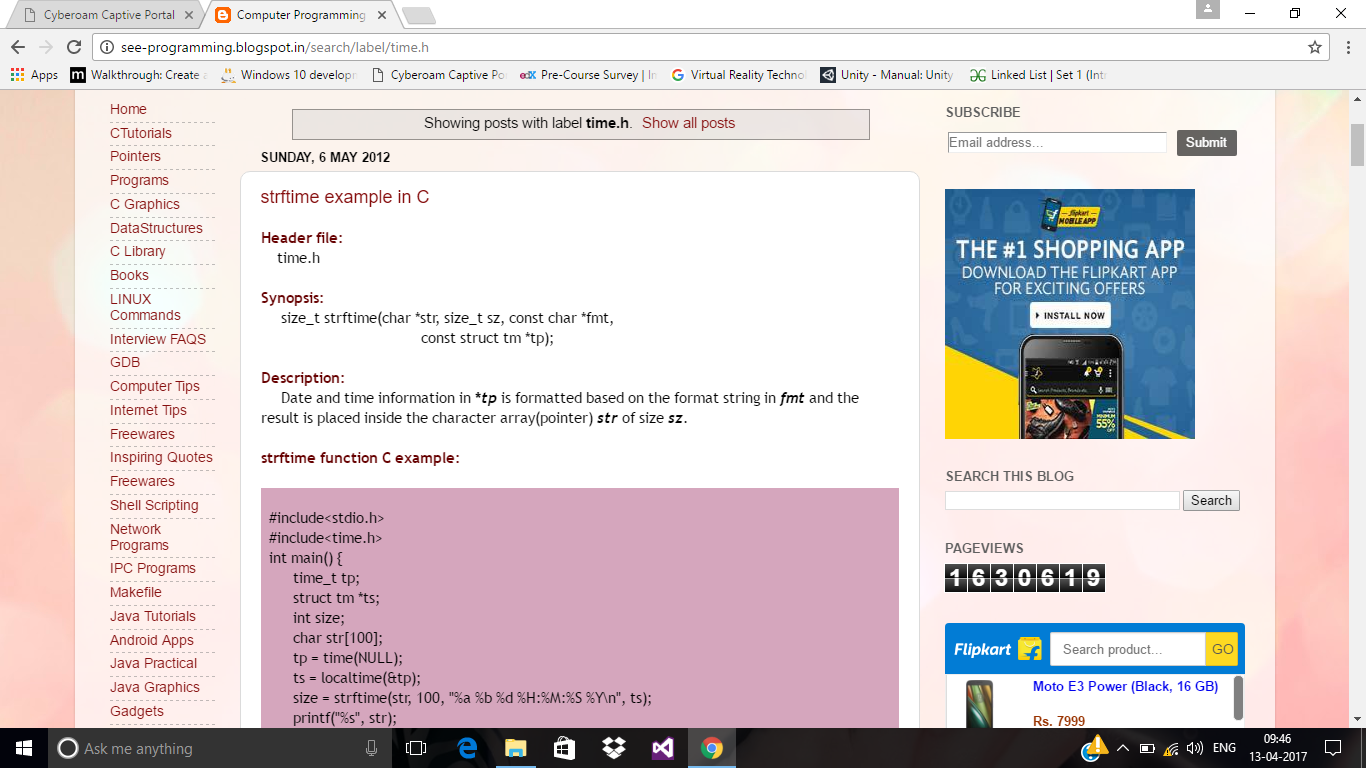 Cyberoam Captive Portal
Computer Programming
see-programming.blogspot.in/search/label/time.h
Apps
Walkthrough: Create a
Windows 10 developm
Cyberoam Captive Po
edX Pre-Course Survey | In
Virtual Reality Techno
Unity - Manual: Unity
Linked List | Set 1 (Intr
Home
CTutorials
Pointers
Programs
C Graphics
DataStructures
C Library
Books
LINUX
Commands
Interview FAQS
GDB
Computer Tips
Internet Tips
Freewares
Inspiring Quotes
Freewares
Shell Scripting
Network
Programs
IPC Programs
Makefile
Java Tutorials
Android Apps
Java Practical
Java Graphics
Gadgets
Showing posts with label time.h. Show all posts
SUNDAY, 6 MAY 2012
strftime example in C
Header file:
time.h
Synopsis:
size_t strftime(char *str, size_t sz, const char *fmt,
const struct tm *tp);
Description:
Date and time information in *tp is formatted based on the format string in fmt and the
result is placed inside the character array(pointer) str of size sz.
strftime function C example:
#include<stdio.h>
#include<time.h>
int main() {
time_t tp;
struct tm *ts;
int size;
char str[100];
tp = time(NULL);
ts = localtime(&tp);
size = strftime(str, 100, "%a %b %d %H:%M:%S %Y\n", ts);
printf("%s", str);
SUBSCRIBE
Email address...
Submit
flipkart
MOBILE APP
THE #1 SHOPPING APP
DOWNLOAD THE FLIPKART APP
FOR EXCITING OFFERS
INSTALL NOW
MINIMUM
55%
OFF
SEARCH THIS BLOG
Search
PAGEVIEWS
1630619
Flipkart
Search product...
GO
Moto E3 Power (Black, 16 GB)
Rs. 7999
Ask me anything
ENG
09:46
13-04-2017